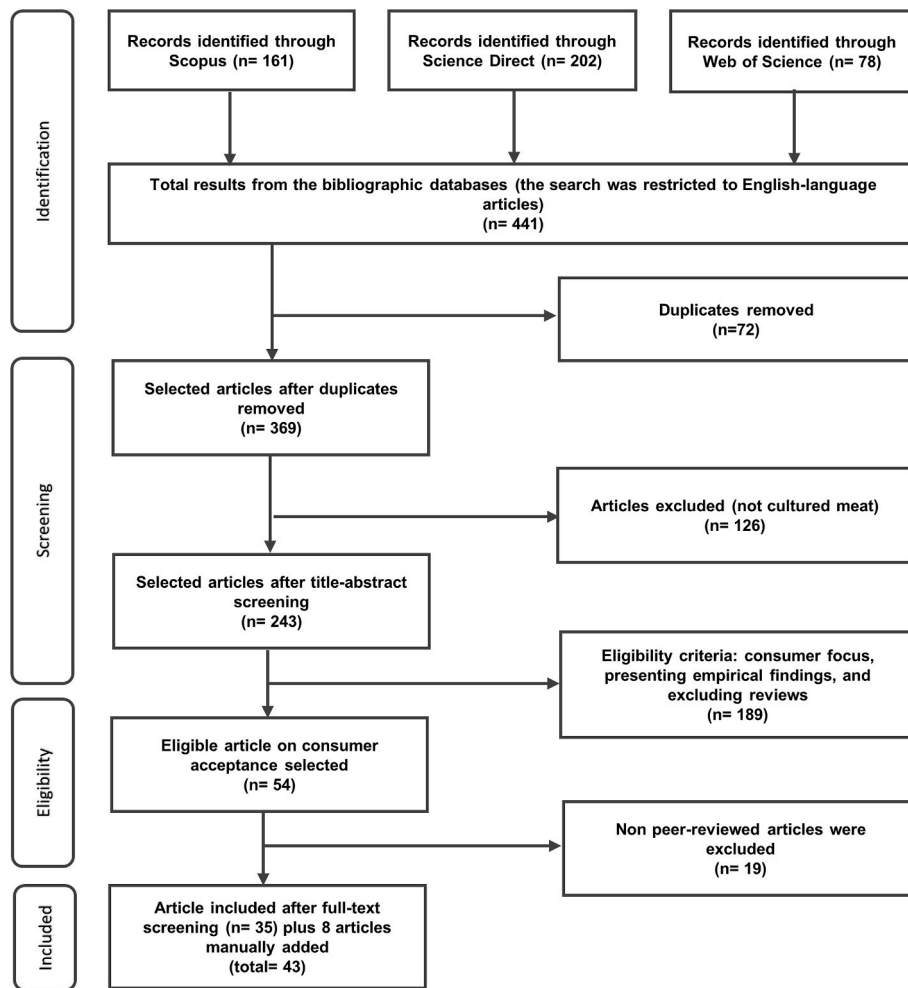 Records identified through
Scopus (n= 161)
Records identified through
Science Direct (n= 202)
Records identified through
Web of Science (n= 78)
Identification
Total results from the bibliographic databases (the search was restricted to English-language
articles)
(n= 441)
Duplicates removed
(n=72)
Screening
Selected articles after duplicates
removed
(n= 369)
Articles excluded (not cultured meat)
(n= 126)
Selected articles after title-abstract
screening
(n= 243)
Eligibility criteria: consumer focus,
presenting empirical findings, and
excluding reviews
(n= 189)
Eligibility
Eligible article on consumer
acceptance selected
(n= 54)
Non peer-reviewed articles were
excluded
(n= 19)
Included
Article included after full-text
screening (n= 35) plus 8 articles
manually added
(total= 43)